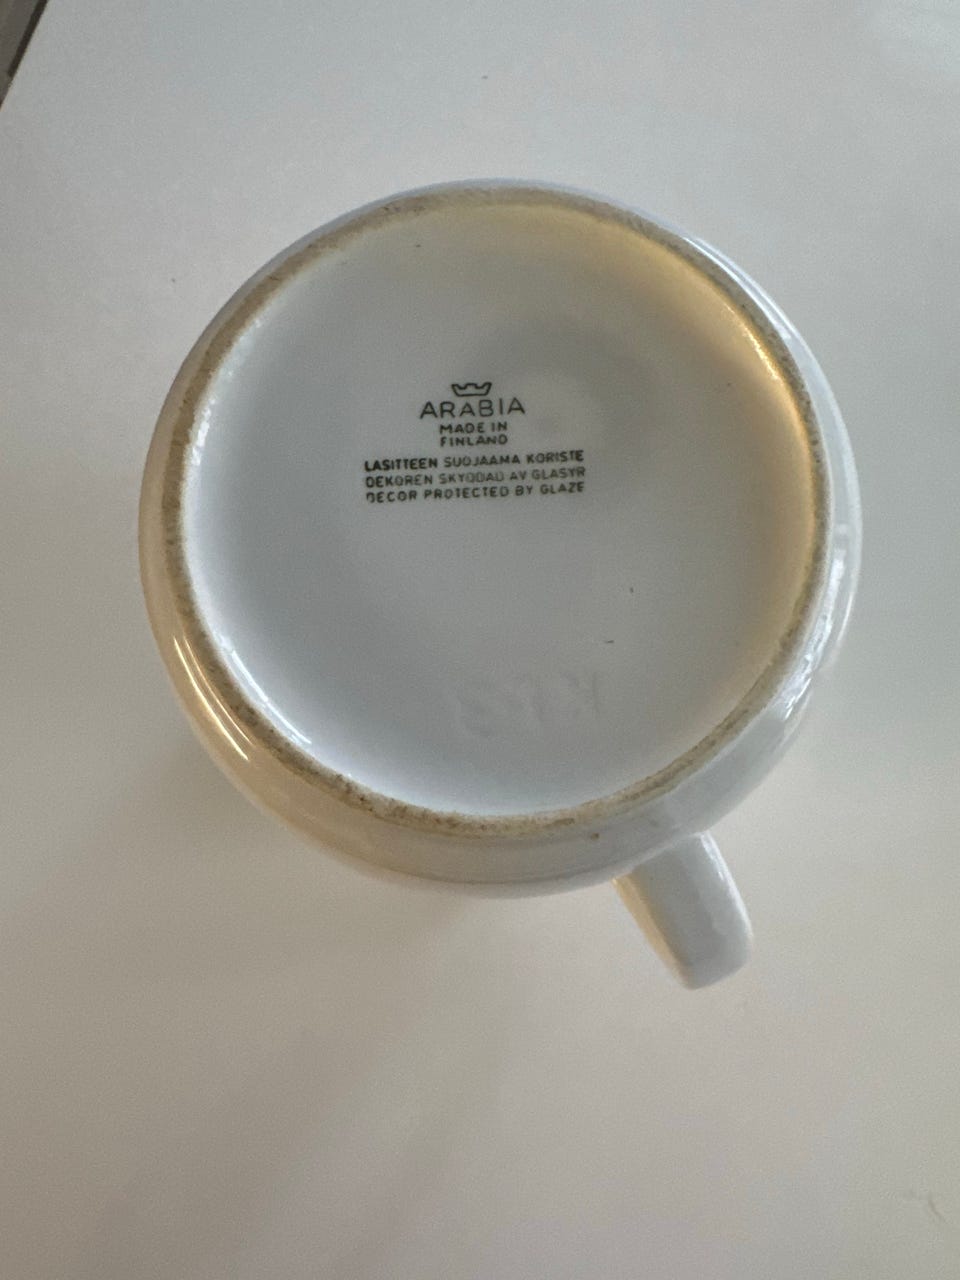 ARABIA
MADE IN
FINLAND
LASITTEEN SUOJAAMA KORISTE
DEKOREN SKYDDAD AV GLASYR
DECOR PROTECTED BY GLAZE